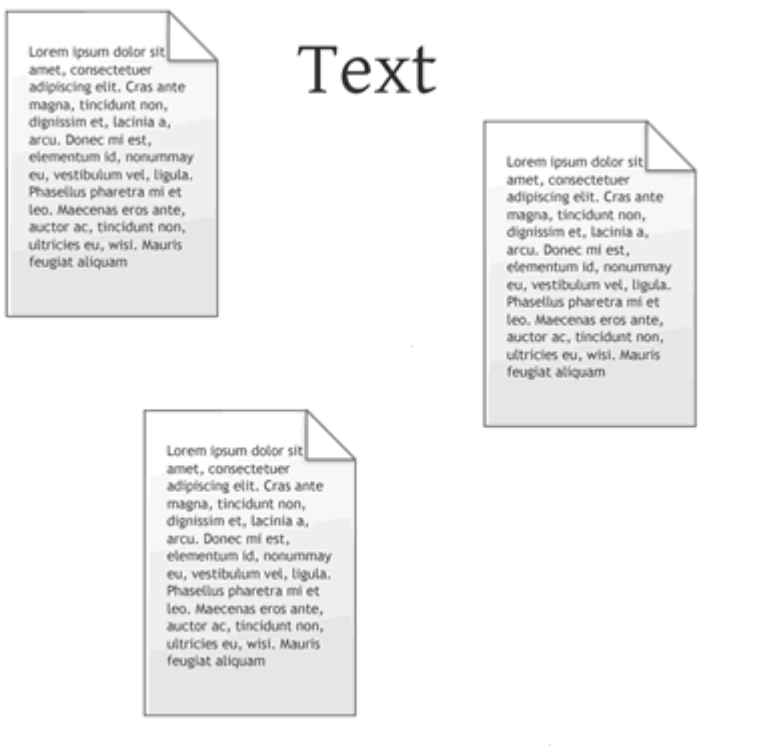 Lorem ipsum dolor sit
amet, consectetuer
adipiscing elit. Cras ante
magna, tincidunt non,
dignissim et, lacinia a,
arcu. Donec mi est,
elementum id, nonummay
eu, vestibulum vel, ligula.
Phasellus pharetra mi et
leo. Maecenas eros ante,
auctor ac, tincidunt non,
ultricies eu, wisi. Mauris
feugiat aliquam
Text
Lorem ipsum dolor sit
amet, consectetuer
adipiscing elit. Cras ante
magna, tincidunt non,
dignissim et, lacinia a,
arcu. Donec mi est,
elementum id, nonummay
eu, vestibulum vel, ligula.
Phasellus pharetra mi et
leo. Maecenas eros ante,
auctor ac, tincidunt non,
ultricies eu, wisi. Mauris
feugiat aliquam
Lorem ipsum dolor sit
amet, consectetuer
adipiscing elit. Cras ante
magna, tincidunt non,
dignissim et, lacinia a,
arcu. Donec mi est,
elementum id, nonummay
eu, vestibulum vel, ligula.
Phasellus pharetra mi et
leo. Maecenas eros ante,
auctor ac, tincidunt non,
ultricies eu, wisi. Mauris
feugiat aliquam